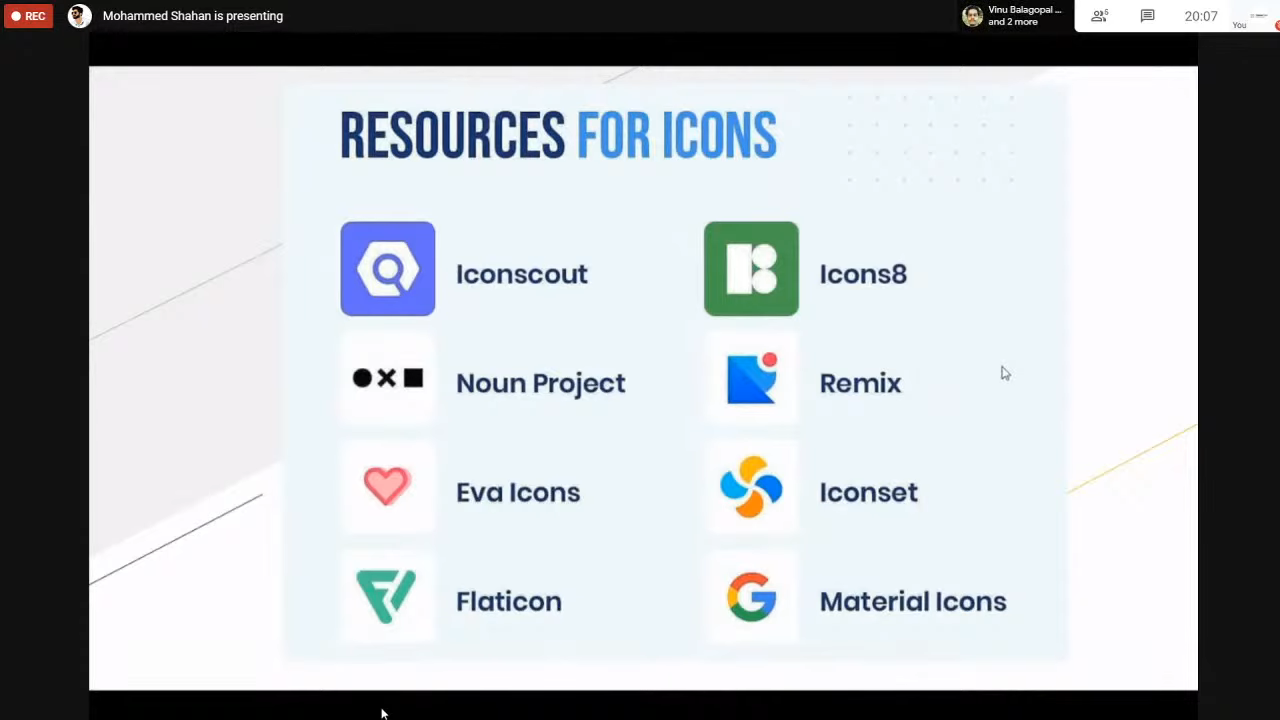 REC
Mohammed Shahan is presenting
Vinu Balagopal ...
and 2 more
5
20:07
You
RESOURCES FOR ICONS
Iconscout
Icons8
Noun Project
Remix
Eva Icons
Iconset
Flaticon
Material Icons